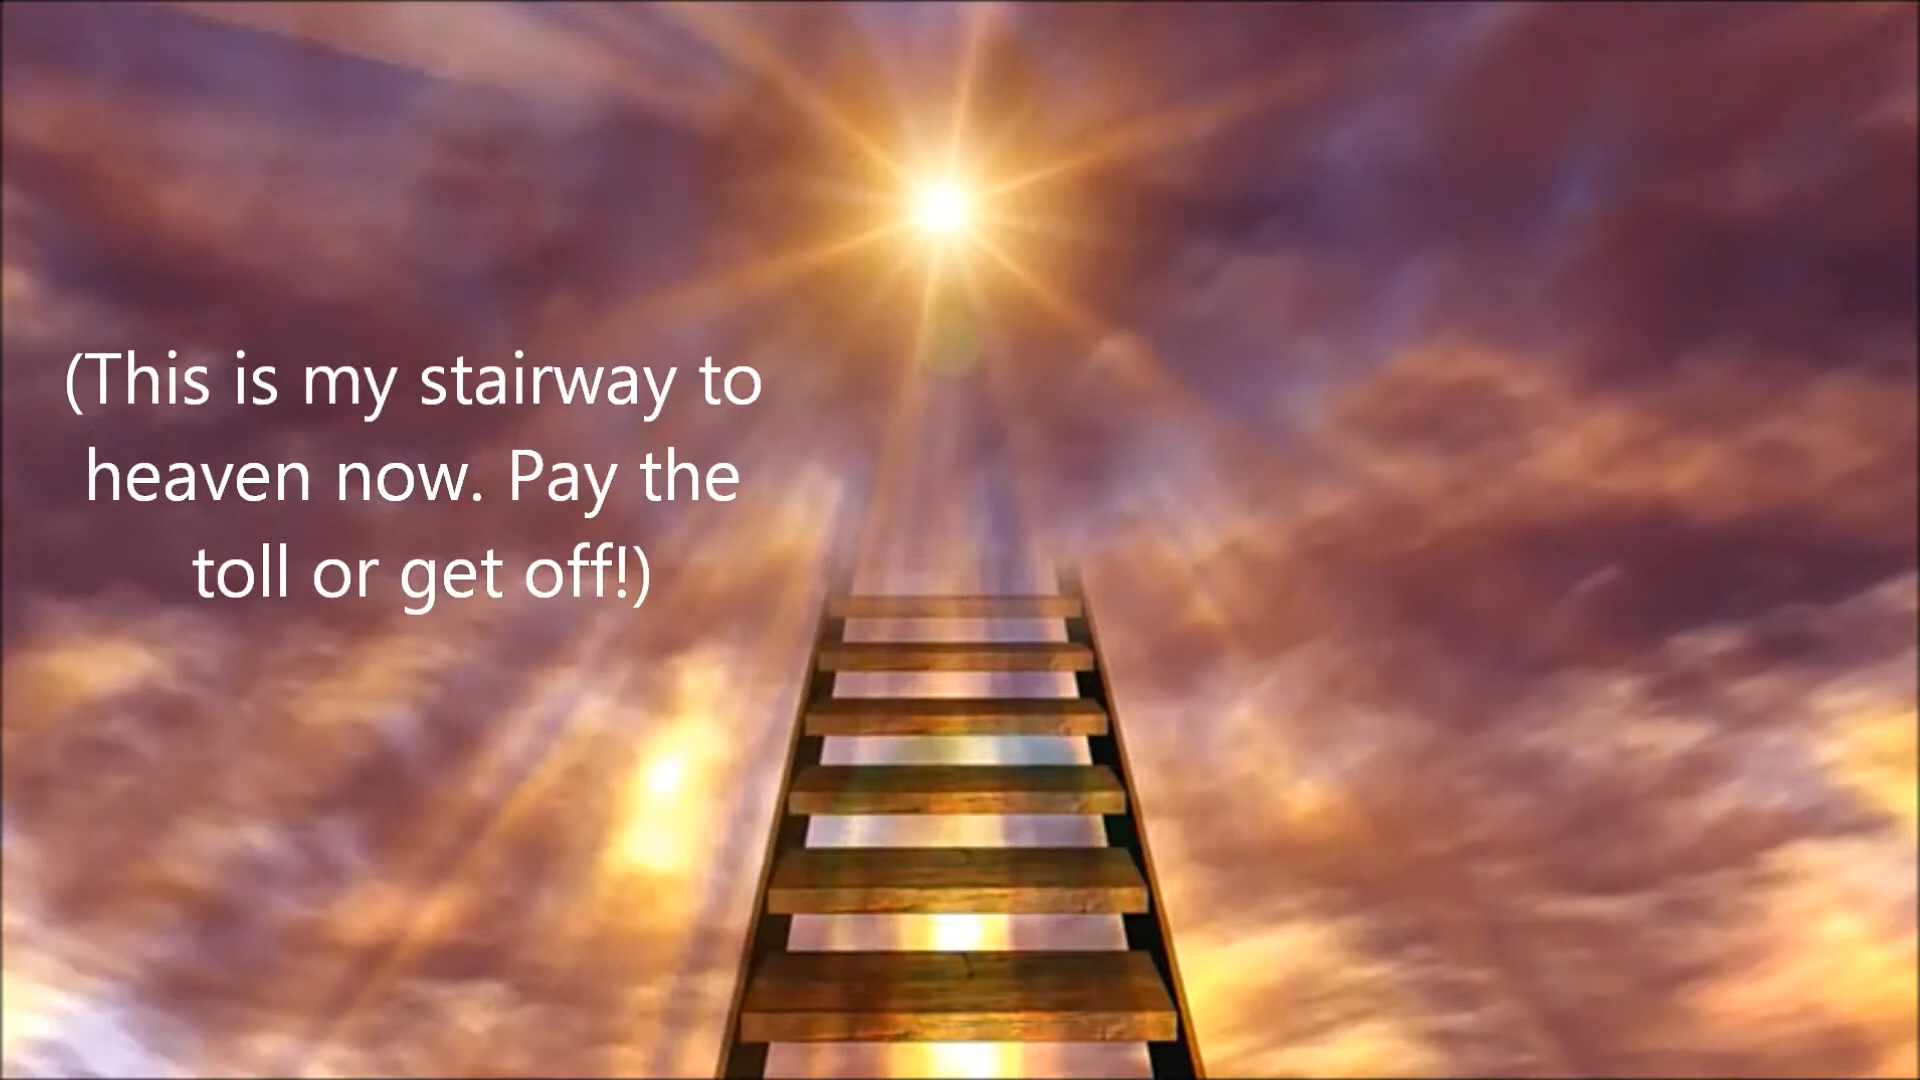 (This is my stairway to
heaven now. Pay the
toll or get off!)